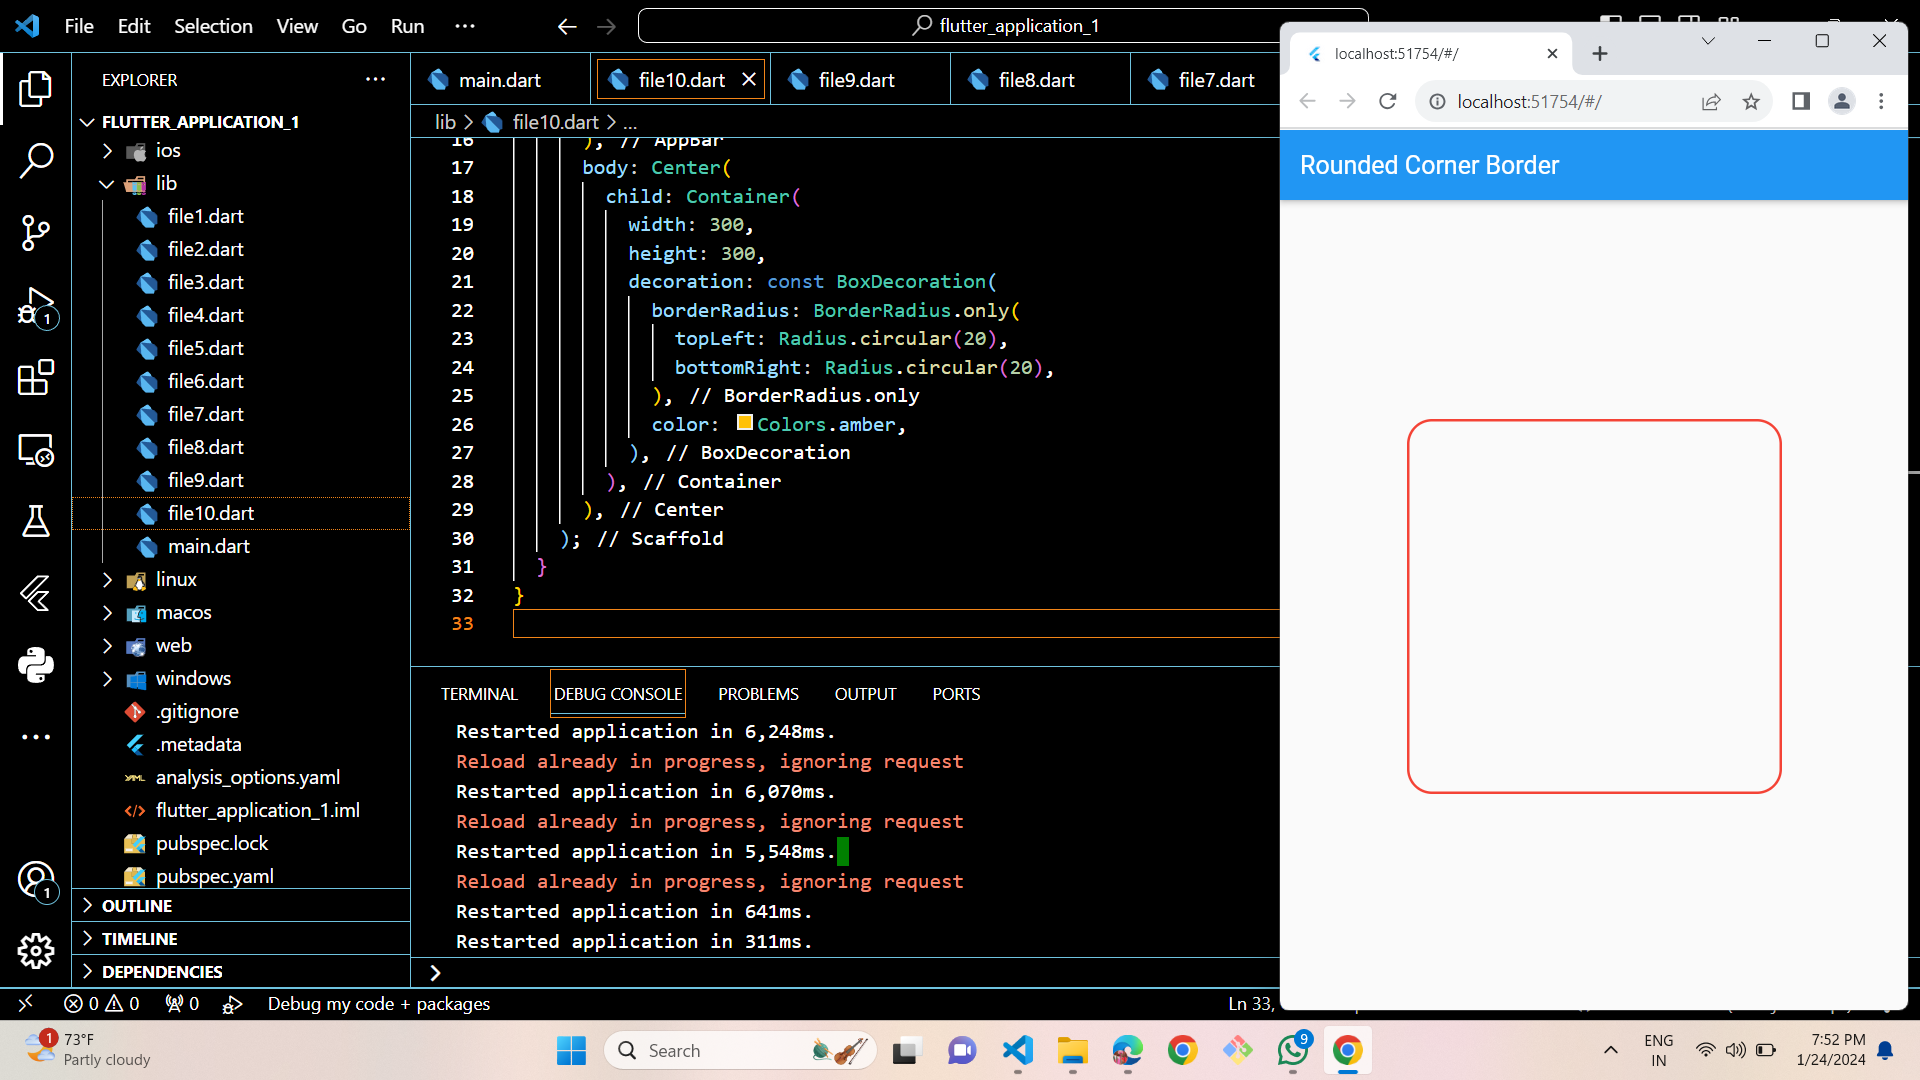 File Edit Selection View Go Run ···
flutter_application_1
EXPLORER
FLUTTER_APPLICATION_1
ios
lib
file1.dart
file2.dart
file3.dart
file4.dart
file5.dart
file6.dart
file7.dart
file8.dart
file9.dart
file10.dart
main.dart
linux
macos
web
windows
.gitignore
.metadata
analysis_options.yaml
flutter_application_1.iml
pubspec.lock
pubspec.yaml
OUTLINE
TIMELINE
DEPENDENCIES
1
1
main.dart file10.dart file9.dart file8.dart file7.dart
lib > file10.dart > ...
16 ), // AppBar
17 body: Center(
18 child: Container(
19 width: 300,
20 height: 300,
21 decoration: const BoxDecoration(
22 borderRadius: BorderRadius.only(
23 topLeft: Radius.circular(20),
24 bottomRight: Radius.circular(20),
25 ), // BorderRadius.only
26 color: Colors.amber,
27 ), // BoxDecoration
28 ), // Container
29 ), // Center
30 ); // Scaffold
31 }
32 }
33
TERMINAL DEBUG CONSOLE PROBLEMS OUTPUT PORTS
Restarted application in 6,248ms.
Reload already in progress, ignoring request
Restarted application in 6,070ms.
Reload already in progress, ignoring request
Restarted application in 5,548ms.
Reload already in progress, ignoring request
Restarted application in 641ms.
Restarted application in 311ms.
>
0 0 0 Debug my code + packages Ln 33,
localhost:51754/#/
localhost:51754/#/
Rounded Corner Border
1
73°F
Partly cloudy
Search
9
ENG
IN
7:52 PM
1/24/2024